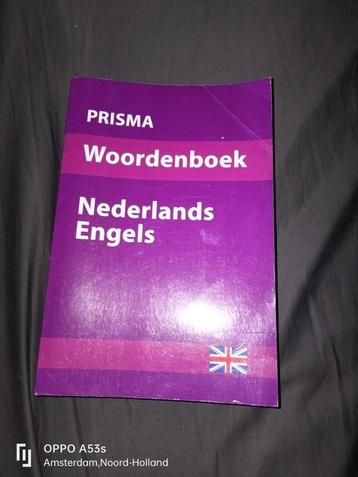 PRISMA
Woordenboek
Nederlands
Engels
OPPO A53s
Amsterdam,Noord-Holland